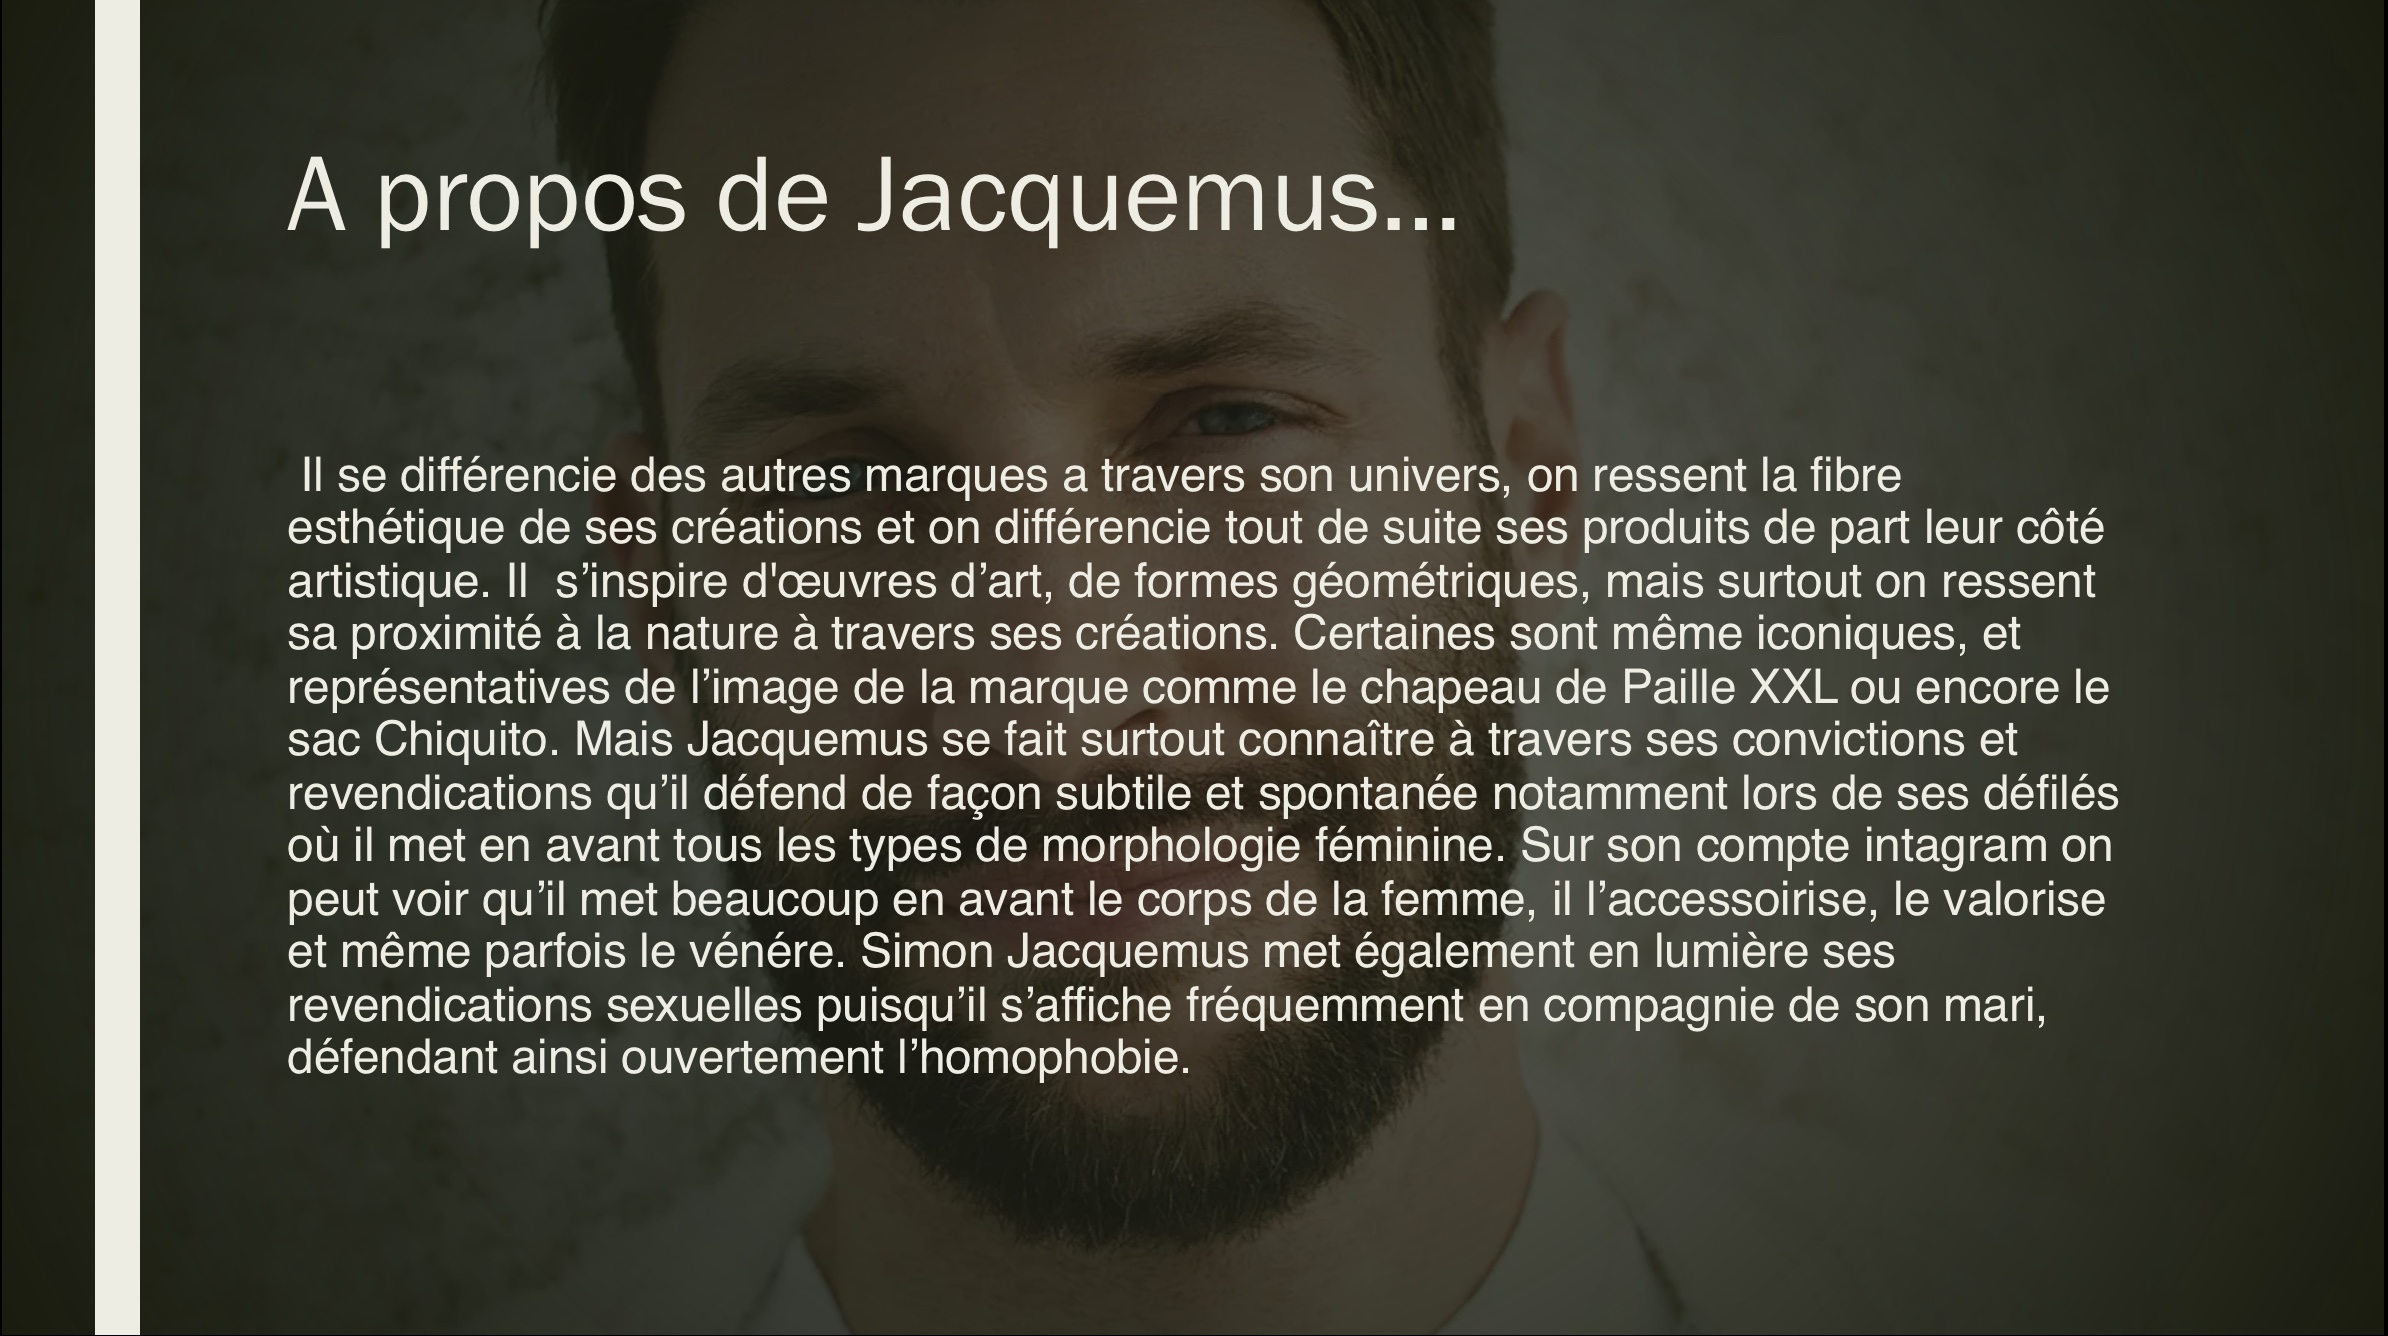 A propos de Jacquemus...
Il se différencie des autres marques a travers son univers, on ressent la fibre
esthétique de ses créations et on différencie tout de suite ses produits de part leur côté
artistique. Il  s’inspire d'œuvres d’art, de formes géométriques, mais surtout on ressent
sa proximité à la nature à travers ses créations. Certaines sont même iconiques, et
représentatives de l’image de la marque comme le chapeau de Paille XXL ou encore le
sac Chiquito. Mais Jacquemus se fait surtout connaître à travers ses convictions et
revendications qu’il défend de façon subtile et spontanée notamment lors de ses défilés
où il met en avant tous les types de morphologie féminine. Sur son compte intagram on
peut voir qu’il met beaucoup en avant le corps de la femme, il l’accessoirise, le valorise
et même parfois le vénére. Simon Jacquemus met également en lumière ses
revendications sexuelles puisqu’il s’affiche fréquemment en compagnie de son mari,
défendant ainsi ouvertement l’homophobie.